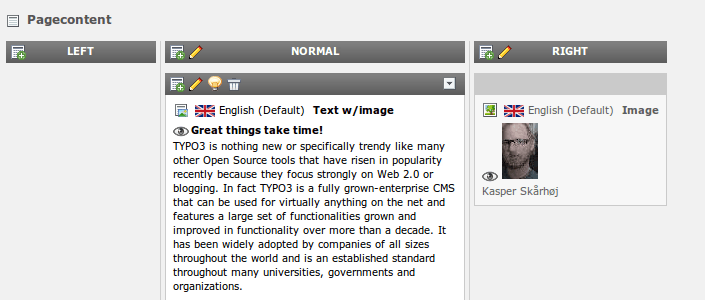 Pagecontent
LEFT
NORMAL
RIGHT
English (Default) Text w/image
Great things take time!
TYPO3 is nothing new or specifically trendy like many
other Open Source tools that have risen in popularity
recently because they focus strongly on Web 2.0 or
blogging. In fact TYPO3 is a fully grown-enterprise CMS
that can be used for virtually anything on the net and
features a large set of functionalities grown and
improved in functionality over more than a decade. It
has been widely adopted by companies of all sizes
throughout the world and is an established standard
throughout many universities, governments and
organizations.
English (Default) Image
Kasper Skårhøj